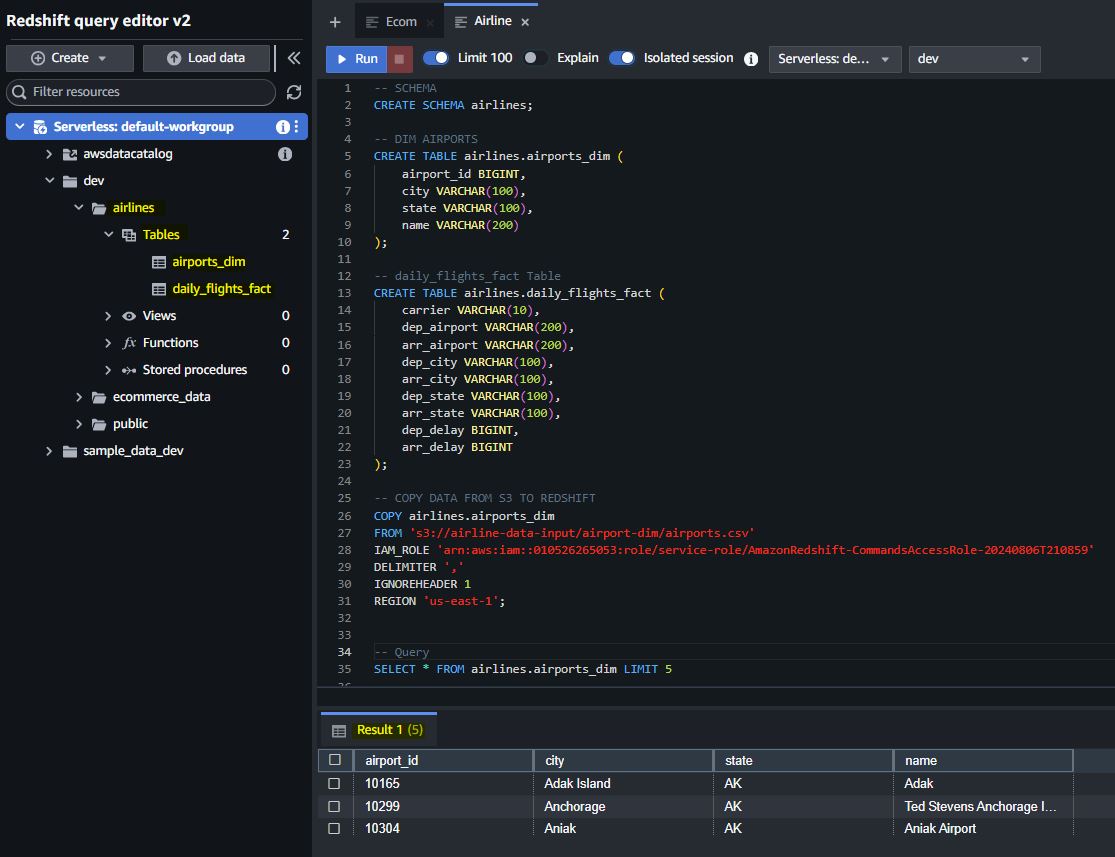 Redshift query editor v2
Create
Load data
Filter resources
Serverless: default-workgroup
awsdatacatalog
dev
airlines
Tables 2
airports_dim
daily_flights_fact
Views 0
fx Functions 0
Stored procedures 0
ecommerce_data
public
sample_data_dev
+ Ecom × Airline ×
Run Limit 100 Explain Isolated session Serverless: de... dev
1 -- SCHEMA
2 CREATE SCHEMA airlines;
3
4 -- DIM AIRPORTS
5 CREATE TABLE airlines.airports_dim (
6 airport_id BIGINT,
7 city VARCHAR(100),
8 state VARCHAR(100),
9 name VARCHAR(200)
10 );
11
12 -- daily_flights_fact Table
13 CREATE TABLE airlines.daily_flights_fact (
14 carrier VARCHAR(10),
15 dep_airport VARCHAR(200),
16 arr_airport VARCHAR(200),
17 dep_city VARCHAR(100),
18 arr_city VARCHAR(100),
19 dep_state VARCHAR(100),
20 arr_state VARCHAR(100),
21 dep_delay BIGINT,
22 arr_delay BIGINT
23 );
24
25 -- COPY DATA FROM S3 TO REDSHIFT
26 COPY airlines.airports_dim
27 FROM 's3://airline-data-input/airport-dim/airports.csv'
28 IAM_ROLE 'arn:aws:iam::010526265053:role/service-role/AmazonRedshift-CommandsAccessRole-20240806T210859'
29 DELIMITER ','
30 IGNOREHEADER 1
31 REGION 'us-east-1';
32
33
34 -- Query
35 SELECT * FROM airlines.airports_dim LIMIT 5
Result 1 (5)
airport_id city state name
10165 Adak Island AK Adak
10299 Anchorage AK Ted Stevens Anchorage I...
10304 Aniak AK Aniak Airport